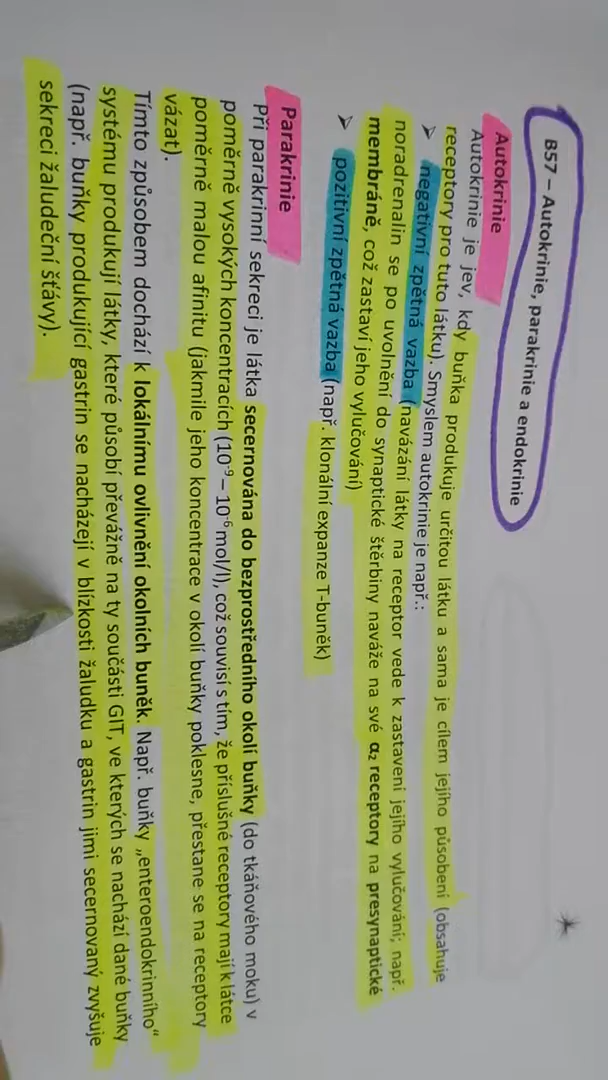 B57 – Autokrinie, parakrinie a endokrinie
Autokrinie
Autokrinie je jev, kdy buňka produkuje určitou látku a sama je cílem jejího působení (obsahuje
receptory pro tuto látku). Smyslem autokrinie je např.:
➢ negativní zpětná vazba (navázání látky na receptor vede k zastavení jejího vylučování; např.
noradrenalin se po uvolnění do synaptické štěrbiny naváže na své α₂ receptory na presynaptické
membráně, což zastaví jeho vylučování)
➢ pozitivní zpětná vazba (např. klonální expanze T-buněk)
Parakrinie
Při parakrinní sekreci je látka secernována do bezprostředního okolí buňky (do tkáňového moku) v
poměrně vysokých koncentracích (10⁻⁹ – 10⁻⁶ mol/l), což souvisí s tím, že příslušné receptory mají k látce
poměrně malou afinitu (jakmile jeho koncentrace v okolí buňky poklesne, přestane se na receptory
vázat).
Tímto způsobem dochází k lokálnímu ovlivnění okolních buněk. Např. buňky „enteroendokrinního“
systému produkují látky, které působí převážně na ty součásti GIT, ve kterých se nachází dané buňky
(např. buňky produkující gastrin se nacházejí v blízkosti žaludku a gastrin jimi secernovaný zvyšuje
sekreci žaludeční šťávy).